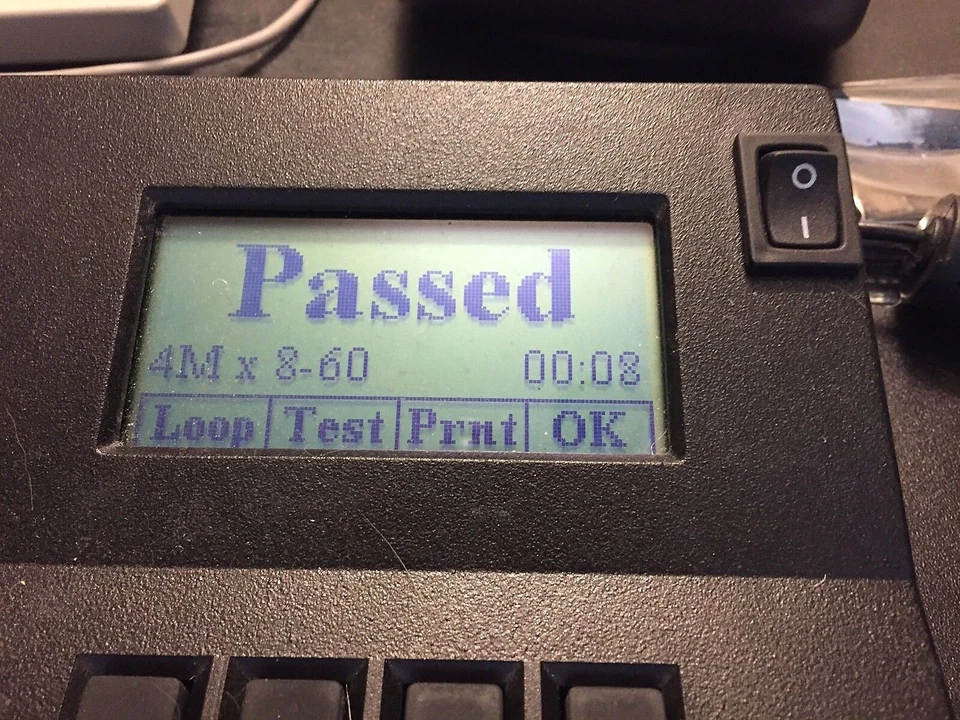 Passed
4M x 8-60 00:08
Loop Test Prnt OK